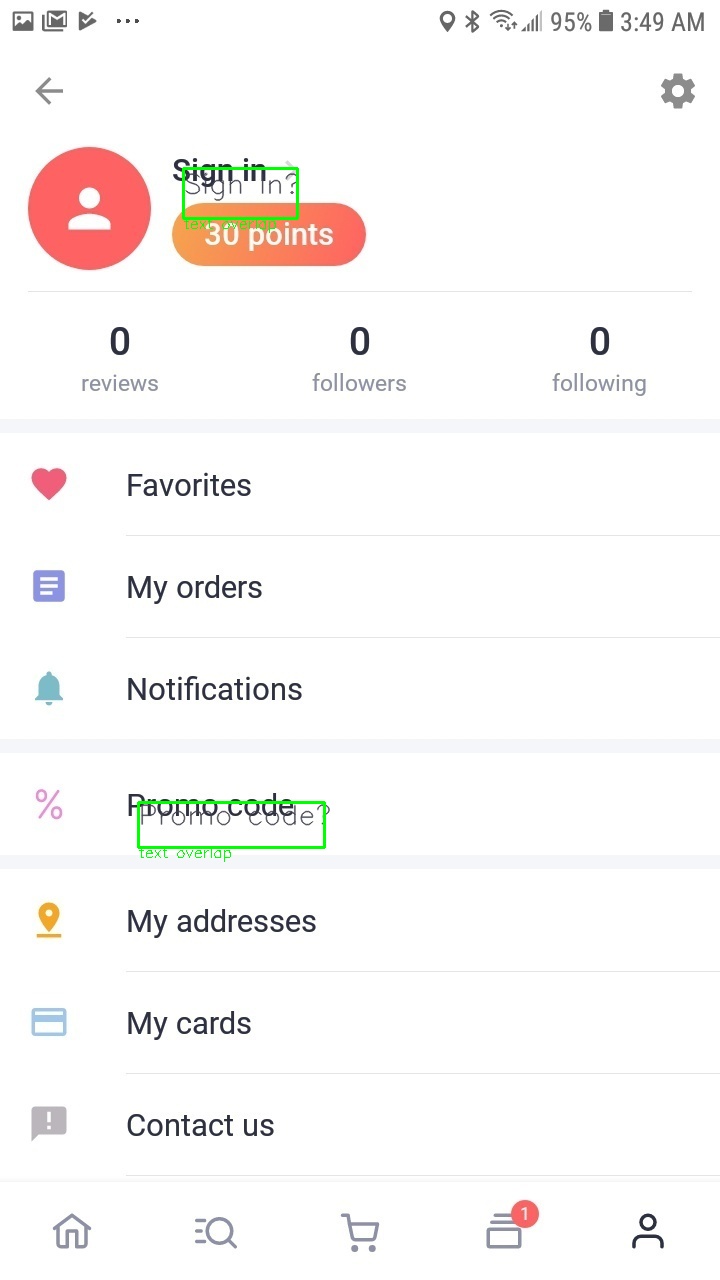 95% 3:49 AM
Sign in
Sign in?
text overlap
30 points
0 0 0
reviews followers following
Favorites
My orders
Notifications
Promo code
Promo code?
text overlap
My addresses
My cards
Contact us
1